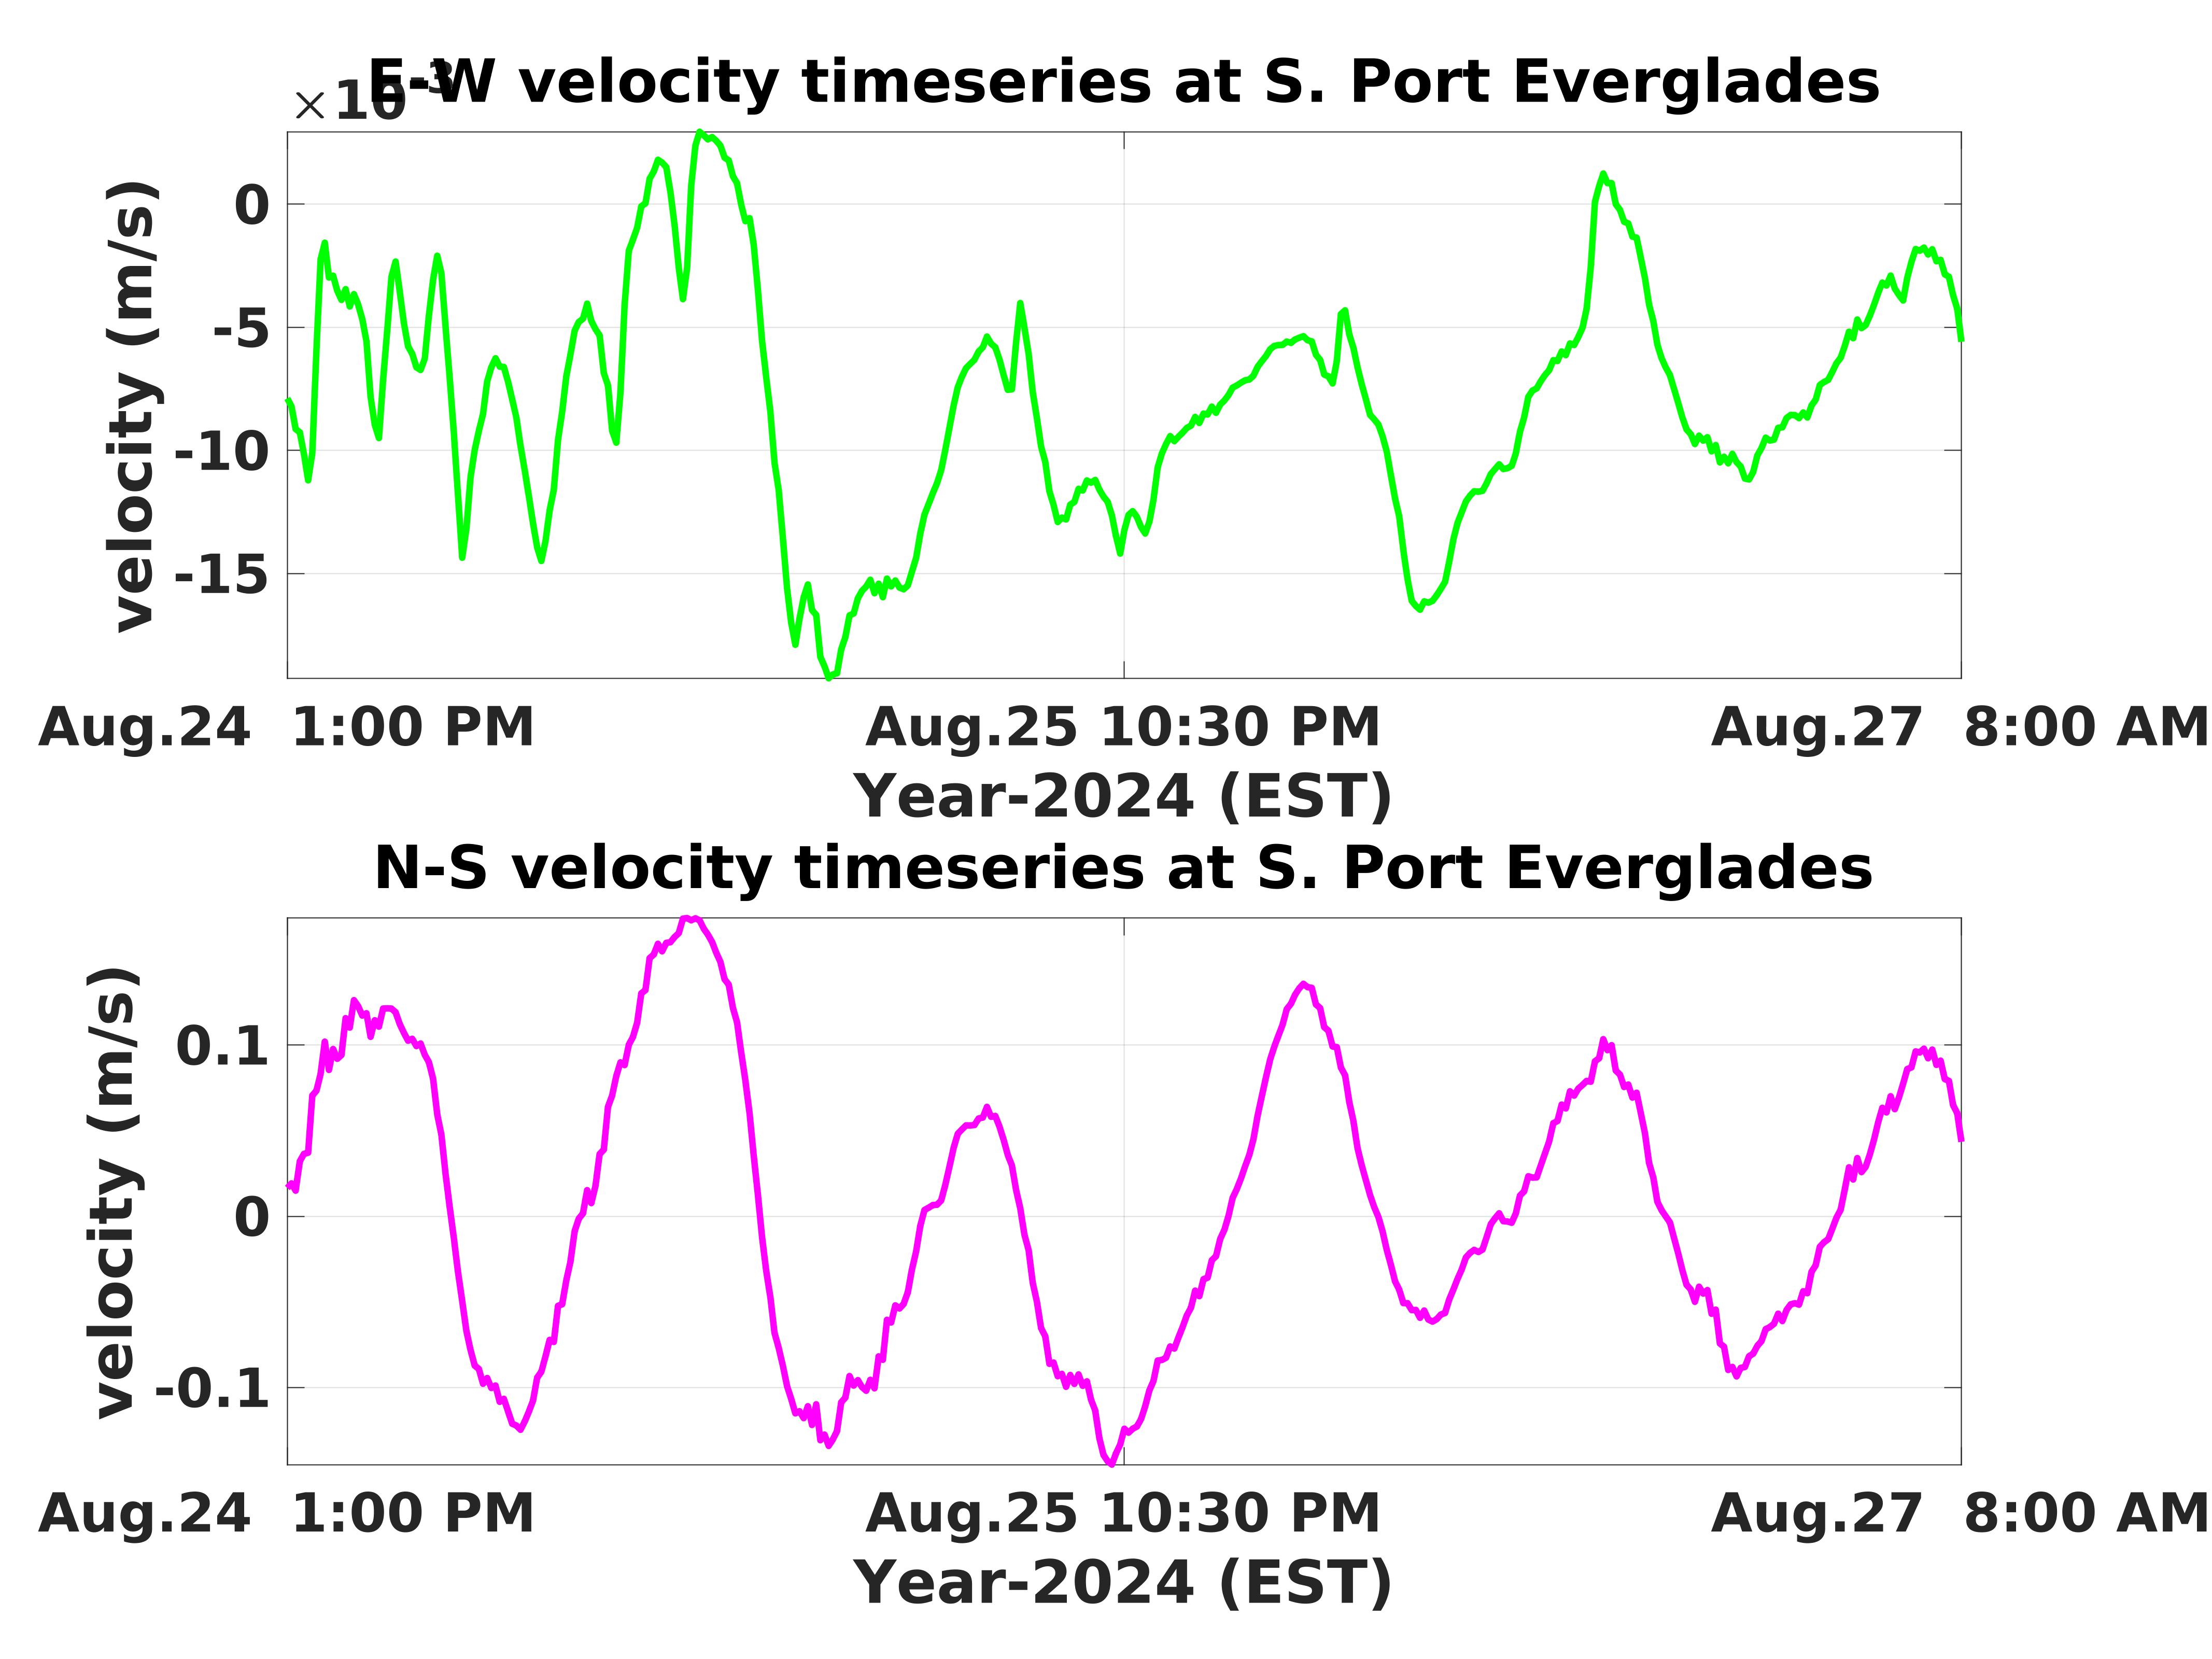 ×10-3
E-W velocity timeseries at S. Port Everglades
velocity (m/s)
0
-5
-10
-15
Aug.24 1:00 PM Aug.25 10:30 PM Aug.27 8:00 AM
Year-2024 (EST)
N-S velocity timeseries at S. Port Everglades
velocity (m/s)
0.1
0
-0.1
Aug.24 1:00 PM Aug.25 10:30 PM Aug.27 8:00 AM
Year-2024 (EST)